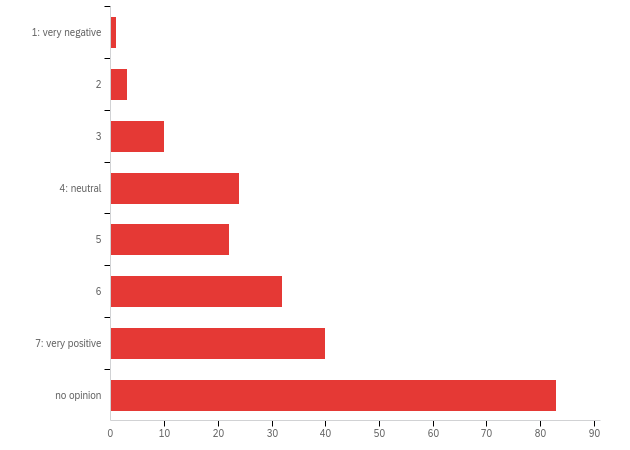 1: very negative
2
3
4: neutral
5
6
7: very positive
no opinion
0 10 20 30 40 50 60 70 80 90